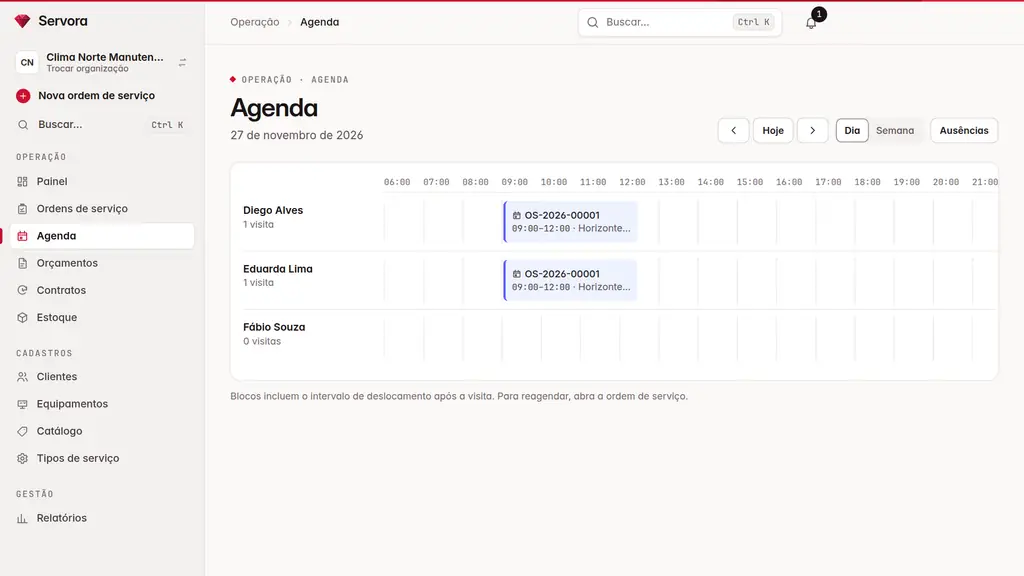 Servora
Operação > Agenda
Buscar...
Ctrl K
1
CN
Clima Norte Manuten...
Trocar organização
Nova ordem de serviço
Buscar...
Ctrl K
OPERAÇÃO
Painel
Ordens de serviço
Agenda
Orçamentos
Contratos
Estoque
CADASTROS
Clientes
Equipamentos
Catálogo
Tipos de serviço
GESTÃO
Relatórios
OPERAÇÃO · AGENDA
Agenda
27 de novembro de 2026
Hoje
Dia
Semana
Ausências
06:00 07:00 08:00 09:00 10:00 11:00 12:00 13:00 14:00 15:00 16:00 17:00 18:00 19:00 20:00 21:00
Diego Alves
1 visita
OS-2026-00001
09:00–12:00 · Horizonte...
Eduarda Lima
1 visita
OS-2026-00001
09:00–12:00 · Horizonte...
Fábio Souza
0 visitas
Blocos incluem o intervalo de deslocamento após a visita. Para reagendar, abra a ordem de serviço.